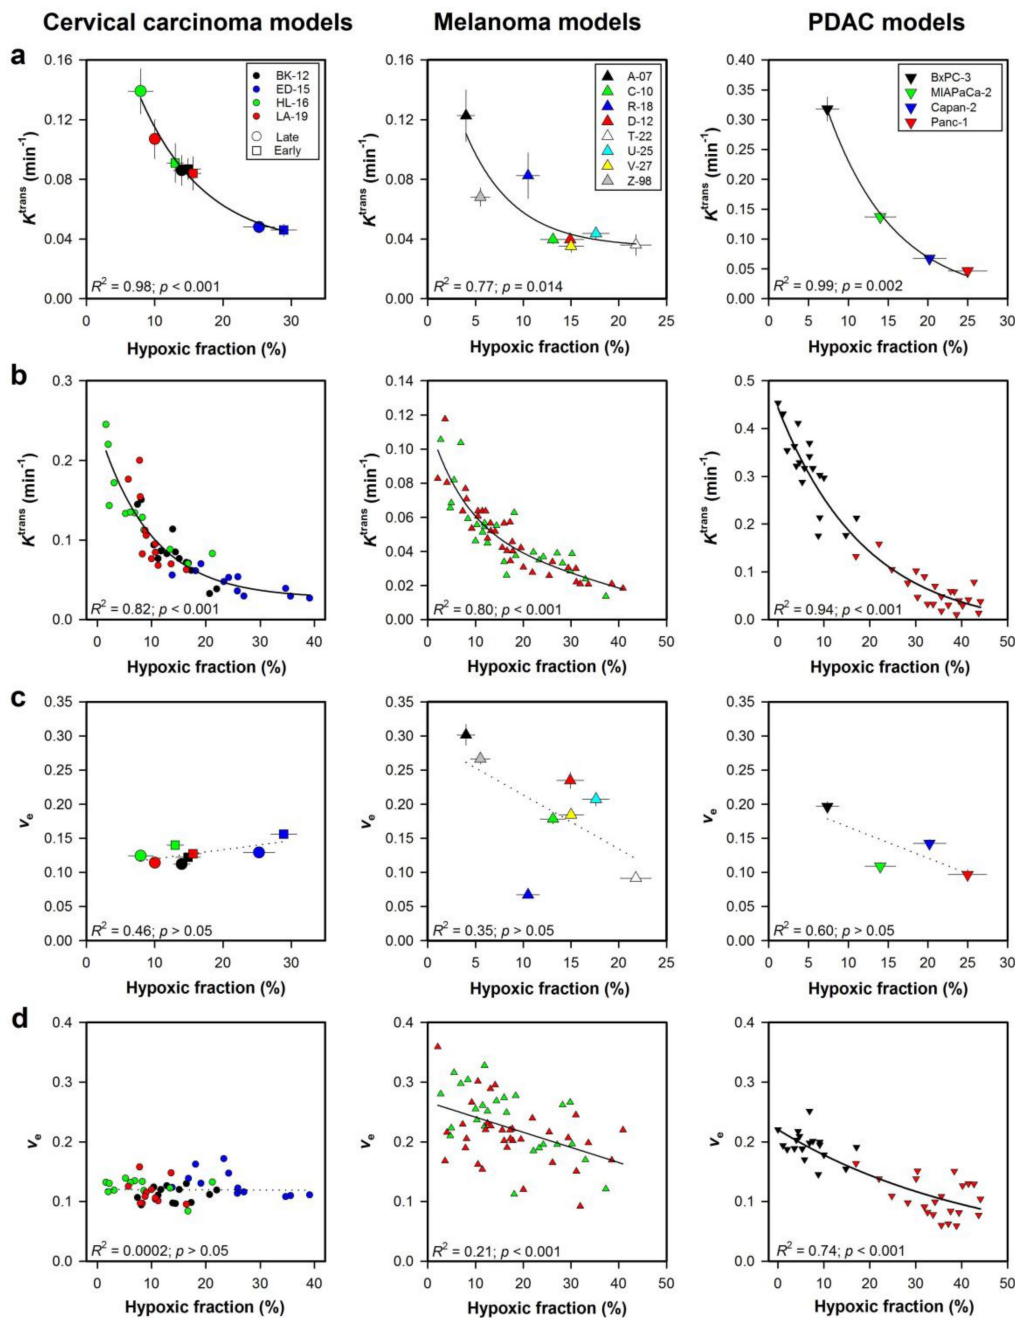 Cervical carcinoma models
Melanoma models
PDAC models
a
K^trans (min⁻¹)
0.16
0.12
0.08
0.04
0.00
BK-12
ED-15
HL-16
LA-19
Late
Early
R² = 0.98; p < 0.001
0 10 20 30
Hypoxic fraction (%)
K^trans (min⁻¹)
0.16
0.12
0.08
0.04
0.00
A-07
C-10
R-18
D-12
T-22
U-25
V-27
Z-98
R² = 0.77; p = 0.014
0 5 10 15 20 25
Hypoxic fraction (%)
K^trans (min⁻¹)
0.40
0.35
0.30
0.25
0.20
0.15
0.10
0.05
0.00
BxPC-3
MIAPaCa-2
Capan-2
Panc-1
R² = 0.99; p = 0.002
0 5 10 15 20 25 30
Hypoxic fraction (%)
b
K^trans (min⁻¹)
0.3
0.2
0.1
0.0
R² = 0.82; p < 0.001
0 10 20 30 40
Hypoxic fraction (%)
K^trans (min⁻¹)
0.14
0.12
0.10
0.08
0.06
0.04
0.02
0.00
R² = 0.80; p < 0.001
0 10 20 30 40 50
Hypoxic fraction (%)
K^trans (min⁻¹)
0.5
0.4
0.3
0.2
0.1
0.0
R² = 0.94; p < 0.001
0 10 20 30 40 50
Hypoxic fraction (%)
c
vₑ
0.35
0.30
0.25
0.20
0.15
0.10
0.05
0.00
R² = 0.46; p > 0.05
0 10 20 30
Hypoxic fraction (%)
vₑ
0.35
0.30
0.25
0.20
0.15
0.10
0.05
0.00
R² = 0.35; p > 0.05
0 5 10 15 20 25
Hypoxic fraction (%)
vₑ
0.35
0.30
0.25
0.20
0.15
0.10
0.05
0.00
R² = 0.60; p > 0.05
0 5 10 15 20 25 30
Hypoxic fraction (%)
d
vₑ
0.4
0.3
0.2
0.1
0.0
R² = 0.0002; p > 0.05
0 10 20 30 40
Hypoxic fraction (%)
vₑ
0.4
0.3
0.2
0.1
0.0
R² = 0.21; p < 0.001
0 10 20 30 40 50
Hypoxic fraction (%)
vₑ
0.4
0.3
0.2
0.1
0.0
R² = 0.74; p < 0.001
0 10 20 30 40 50
Hypoxic fraction (%)